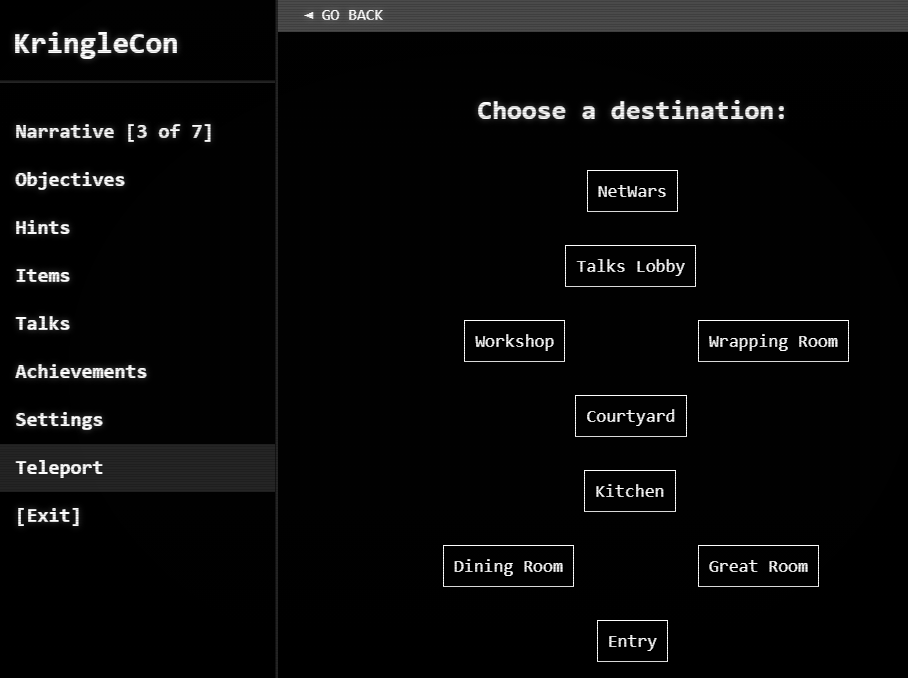 ◄ GO BACK
KringleCon
Narrative [3 of 7]
Objectives
Hints
Items
Talks
Achievements
Settings
Teleport
[Exit]
Choose a destination:
NetWars
Talks Lobby
Workshop
Wrapping Room
Courtyard
Kitchen
Dining Room
Great Room
Entry